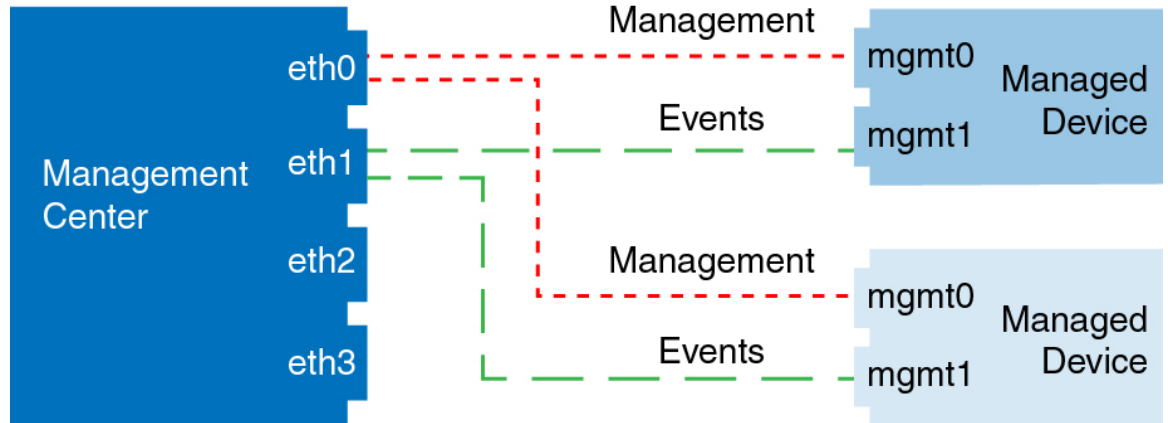 Management
Center
eth0
eth1
eth2
eth3
Management
Events
mgmt0
mgmt1
Managed
Device
Management
Events
mgmt0
mgmt1
Managed
Device